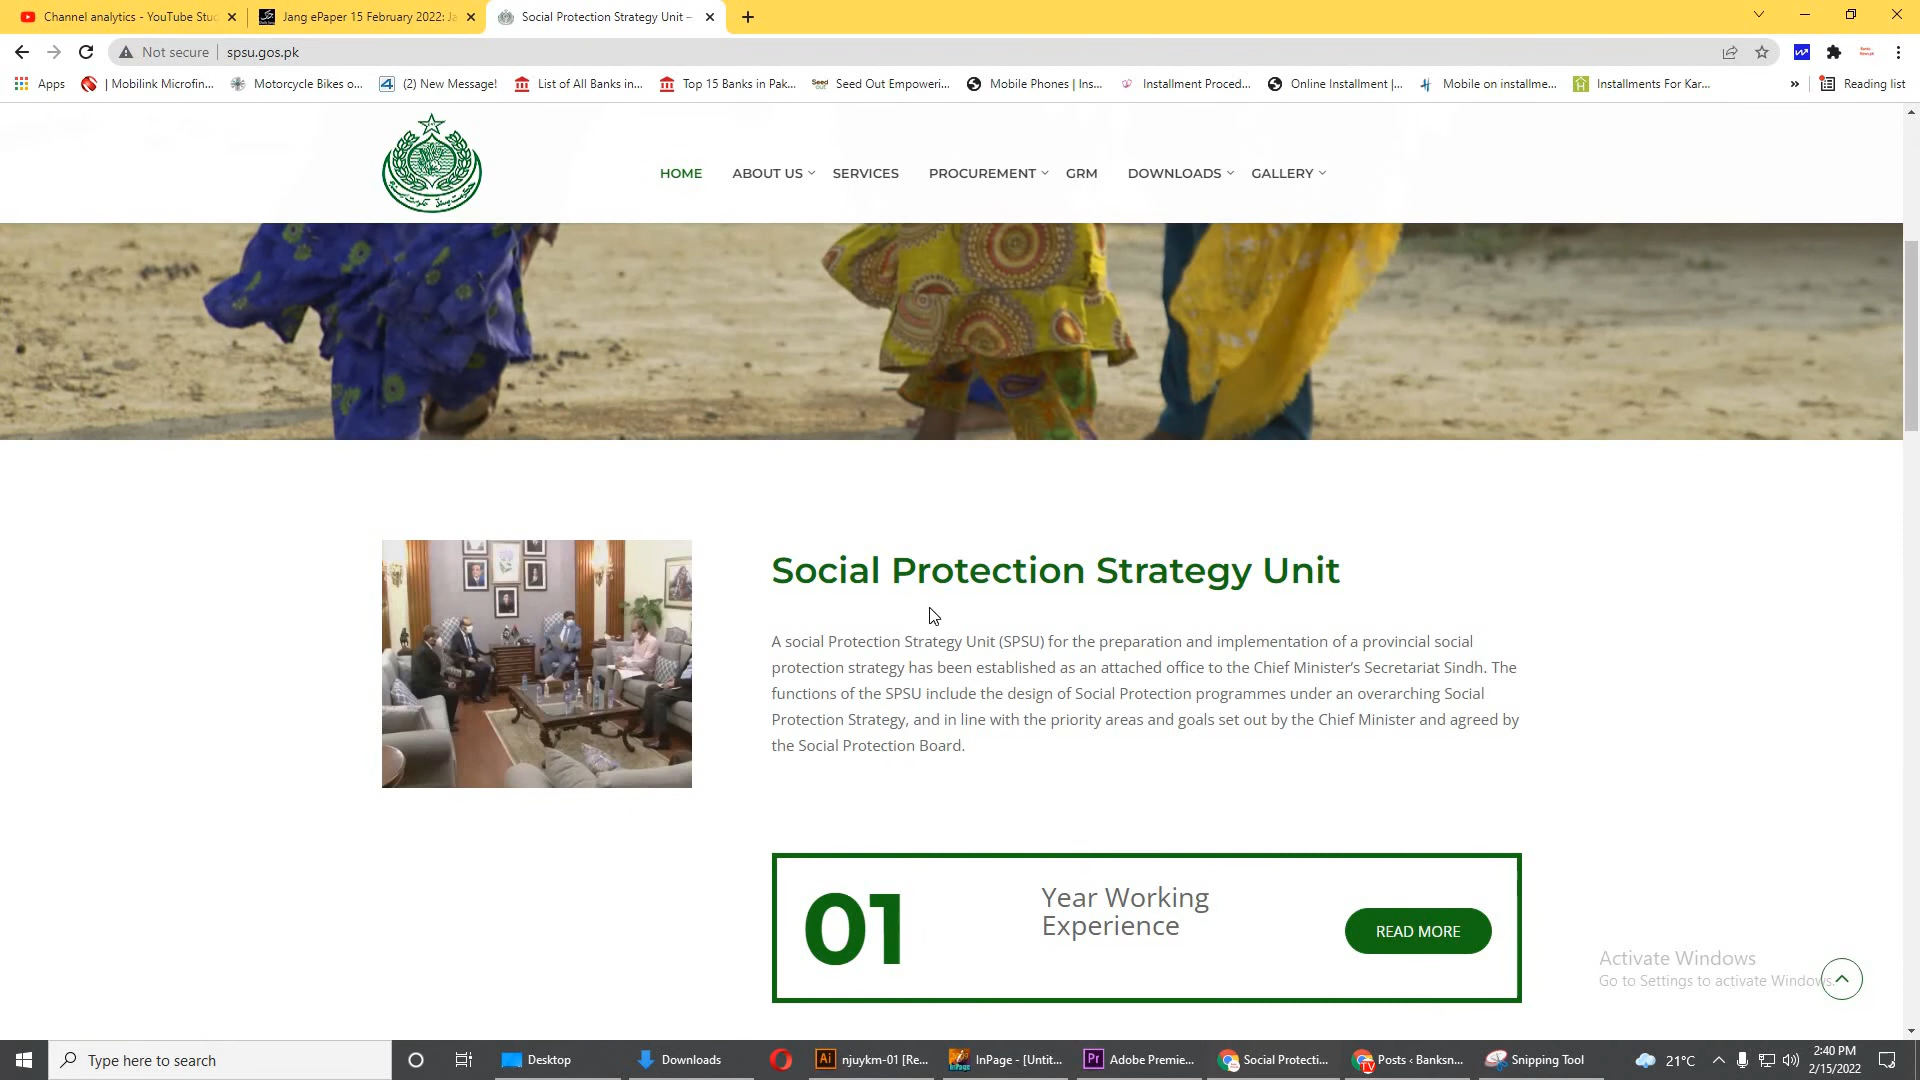 Channel analytics - YouTube Stud
Jang ePaper 15 February 2022: Ja
Social Protection Strategy Unit –
Not secure
spsu.gos.pk
Apps
| Mobilink Microfin...
Motorcycle Bikes o...
(2) New Message!
List of All Banks in...
Top 15 Banks in Pak...
Seed Out Empoweri...
Mobile Phones | Ins...
Installment Proced...
Online Installment |...
Mobile on installme...
Installments For Kar...
»
Reading list
HOME
ABOUT US
SERVICES
PROCUREMENT
GRM
DOWNLOADS
GALLERY
Social Protection Strategy Unit
A social Protection Strategy Unit (SPSU) for the preparation and implementation of a provincial social
protection strategy has been established as an attached office to the Chief Minister’s Secretariat Sindh. The
functions of the SPSU include the design of Social Protection programmes under an overarching Social
Protection Strategy, and in line with the priority areas and goals set out by the Chief Minister and agreed by
the Social Protection Board.
01
Year Working
Experience
READ MORE
Activate Windows
Go to Settings to activate Windows.
Type here to search
Desktop
Downloads
Ai
njuykm-01 [Re...
InPage - [Untit...
Pr
Adobe Premie...
Social Protecti...
Posts ‹ Banksn...
Snipping Tool
21°C
2:40 PM
2/15/2022